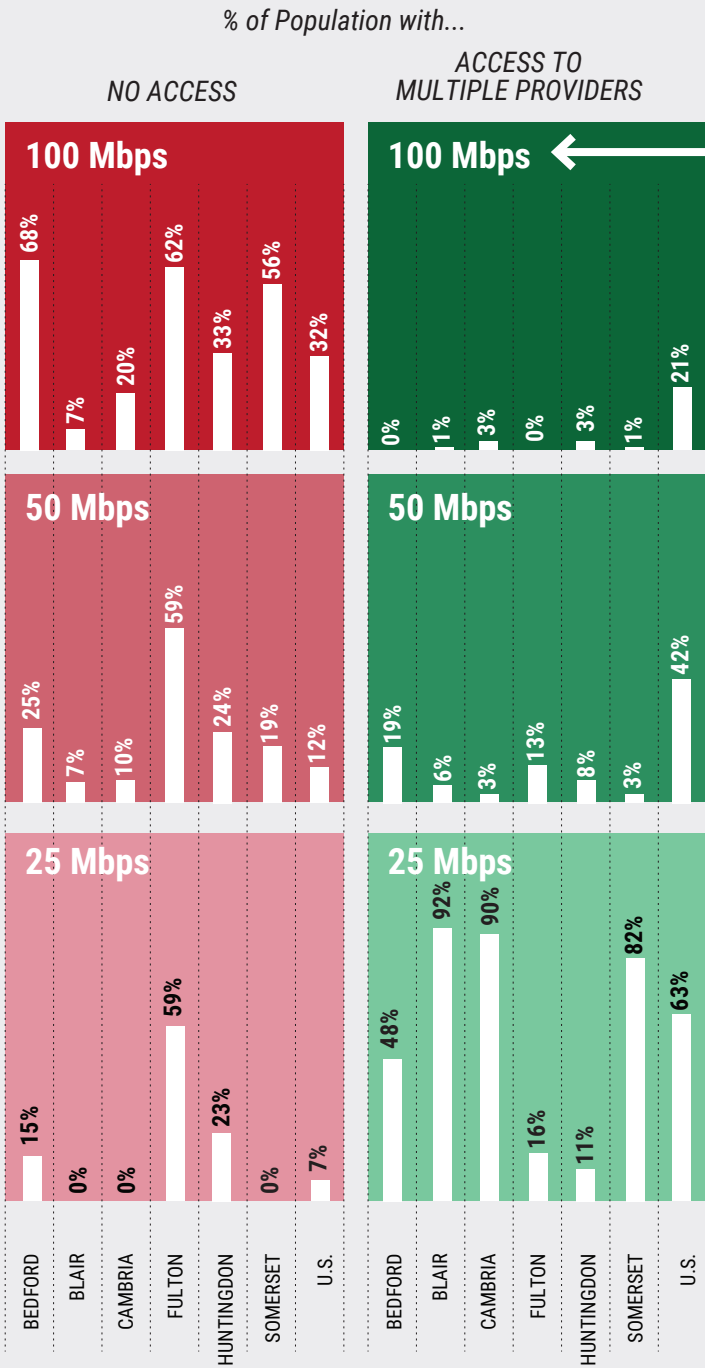 % of Population with...
NO ACCESS
ACCESS TO
MULTIPLE PROVIDERS
100 Mbps
68%
7%
20%
62%
33%
56%
32%
100 Mbps
0%
1%
3%
0%
3%
1%
21%
50 Mbps
25%
7%
10%
59%
24%
19%
12%
50 Mbps
19%
6%
3%
13%
8%
3%
42%
25 Mbps
15%
0%
0%
59%
23%
0%
7%
25 Mbps
48%
92%
90%
16%
11%
82%
63%
BEDFORD
BLAIR
CAMBRIA
FULTON
HUNTINGDON
SOMERSET
U.S.
BEDFORD
BLAIR
CAMBRIA
FULTON
HUNTINGDON
SOMERSET
U.S.